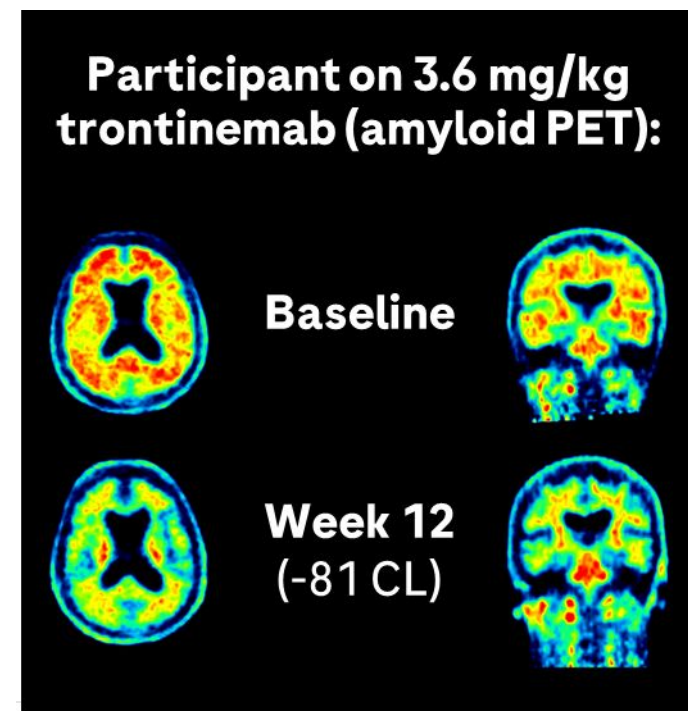 Participant on 3.6 mg/kg
trontinemab (amyloid PET):
Baseline
Week 12
(-81 CL)